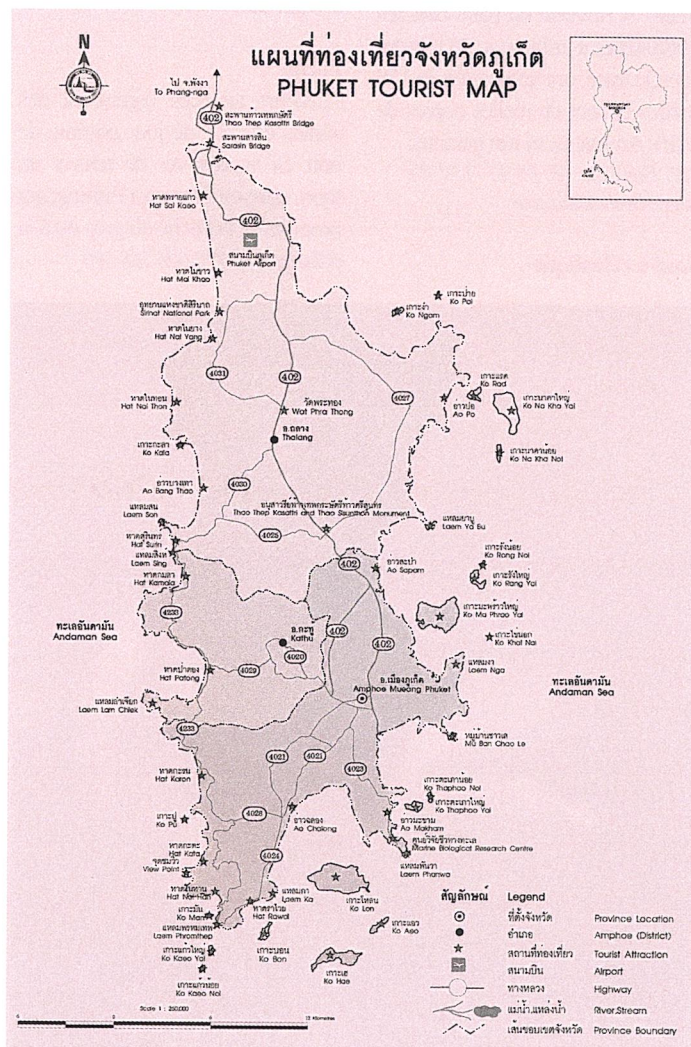 แผนที่ท่องเที่ยวจังหวัดภูเก็ต
PHUKET TOURIST MAP
N
ไป จ.พังงา
To Phang-nga
402
สะพานท้าวเทพกษัตรี
Thao Thep Kasattri Bridge
สะพานสารสิน
Sarasin Bridge
หาดทรายแก้ว
Hat Sai Kaeo
402
สนามบินภูเก็ต
Phuket Airport
หาดไม้ขาว
Hat Mai Khao
อุทยานแห่งชาติสิรินาถ
Sirinat National Park
หาดในยาง
Hat Nai Yang
เกาะปาย
Ko Pai
เกาะงำ
Ko Ngam
4031
402
4027
เกาะแรด
Ko Rad
เกาะนาคาใหญ่
Ko Na Kha Yai
อ่าวปอ
Ao Po
หาดในทอน
Hat Nai Thon
วัดพระทอง
Wat Phra Thong
อ.ถลาง
Thalang
เกาะกะลา
Ko Kala
เกาะนาคาน้อย
Ko Na Kha Noi
4030
อ่าวบางเทา
Ao Bang Thao
แหลมสน
Laem Son
อนุสาวรีย์ท้าวเทพกระษัตรีท้าวศรีสุนทร
Thao Thep Kasattri and Thao Sisunthon Monument
แหลมยาบู
Laem Ya Bu
4025
หาดสุรินทร์
Hat Surin
แหลมสิงห์
Laem Sing
หาดกมลา
Hat Kamala
402
อ่าวสะปำ
Ao Sapam
เกาะรังน้อย
Ko Rang Noi
เกาะรังใหญ่
Ko Rang Yai
4233
เกาะมะพร้าวใหญ่
Ko Ma Phrao Yai
ทะเลอันดามัน
Andaman Sea
อ.กะทู้
Kathu
402
402
4020
เกาะไข่นอก
Ko Khai Nai
หาดป่าตอง
Hat Patong
4029
แหลมงา
Laem Nga
อ.เมืองภูเก็ต
Amphoe Mueang Phuket
ทะเลอันดามัน
Andaman Sea
แหลมลำเจียก
Laem Lam Chiek
4233
หมู่บ้านชาวเล
Mu Ban Chao Le
4021
4021
4023
หาดกะรน
Hat Karon
เกาะตะเภาน้อย
Ko Thaphao Noi
เกาะตะเภาใหญ่
Ko Thaphao Yai
เกาะปู
Ko Pu
4028
อ่าวฉลอง
Ao Chalong
อ่าวมะขาม
Ao Makham
ศูนย์วิจัยชีวทางทะเล
Marine Biological Research Centre
หาดกะตะ
Hat Kata
4024
แหลมพันวา
Laem Phanwa
จุดชมวิว
View Point
หาดในหาน
Hat Nai Han
แหลมกา
Laem Ka
เกาะโหลน
Ko Lon
หาดราไวย์
Hat Rawai
เกาะมัน
Ko Man
แหลมพรหมเทพ
Laem Phromthep
เกาะแอว
Ko Aeo
เกาะแก้วใหญ่
Ko Kaeo Yai
เกาะบอน
Ko Bon
เกาะเฮ
Ko Hae
เกาะแก้วน้อย
Ko Kaeo Noi
สัญลักษณ์ Legend
ที่ตั้งจังหวัด Province Location
อำเภอ Amphoe (District)
สถานที่ท่องเที่ยว Tourist Attraction
สนามบิน Airport
ทางหลวง Highway
แม่น้ำ,แหล่งน้ำ River,Stream
เส้นขอบเขตจังหวัด Province Boundary
Scale 1 : 250,000
12 Kilometres